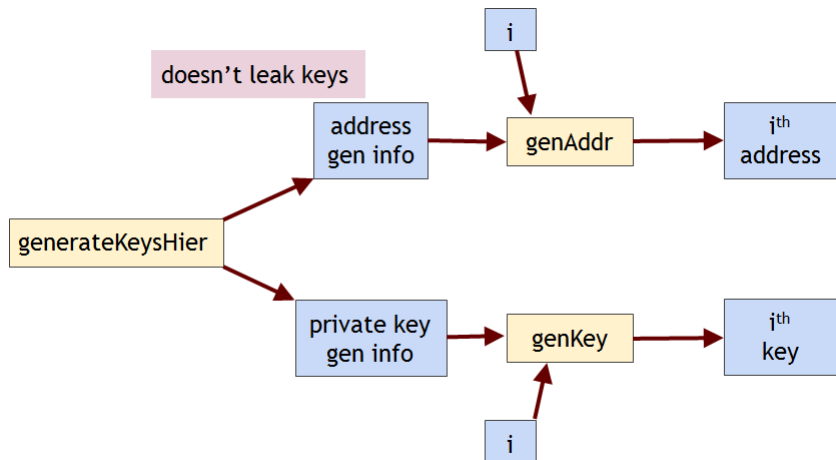 i
doesn’t leak keys
address
gen info
genAddr
iᵗʰ
address
generateKeysHier
private key
gen info
genKey
iᵗʰ
key
i